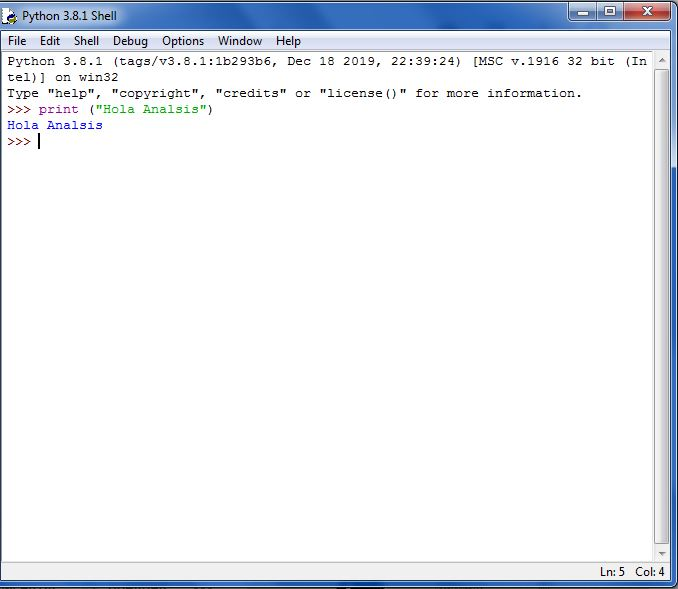 Python 3.8.1 Shell
File Edit Shell Debug Options Window Help
Python 3.8.1 (tags/v3.8.1:1b293b6, Dec 18 2019, 22:39:24) [MSC v.1916 32 bit (In
tel)] on win32
Type "help", "copyright", "credits" or "license()" for more information.
>>> print ("Hola Analsis")
Hola Analsis
>>>
Ln: 5 Col: 4